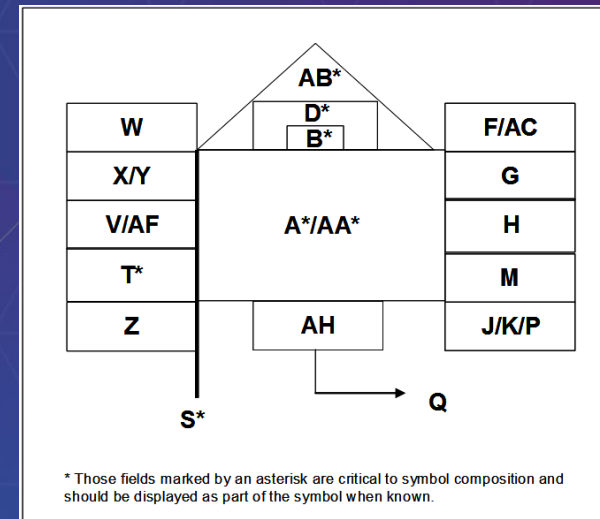 AB*
D*
B*
W
F/AC
X/Y
G
V/AF
A*/AA*
H
T*
M
Z
AH
J/K/P
Q
S*
* Those fields marked by an asterisk are critical to symbol composition and
should be displayed as part of the symbol when known.